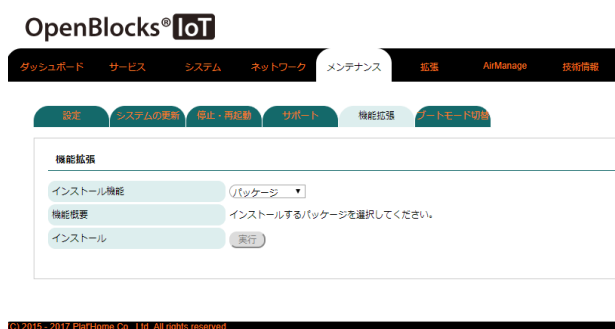 OpenBlocks® IoT
ダッシュボード サービス システム ネットワーク メンテナンス 拡張 AirManage 技術情報
設定 システムの更新 停止・再起動 サポート 機能拡張 ブートモード切替
機能拡張
インストール機能 パッケージ
機能概要 インストールするパッケージを選択してください。
インストール 実行
(C) 2015 - 2017 Plat'Home Co., Ltd. All rights reserved.